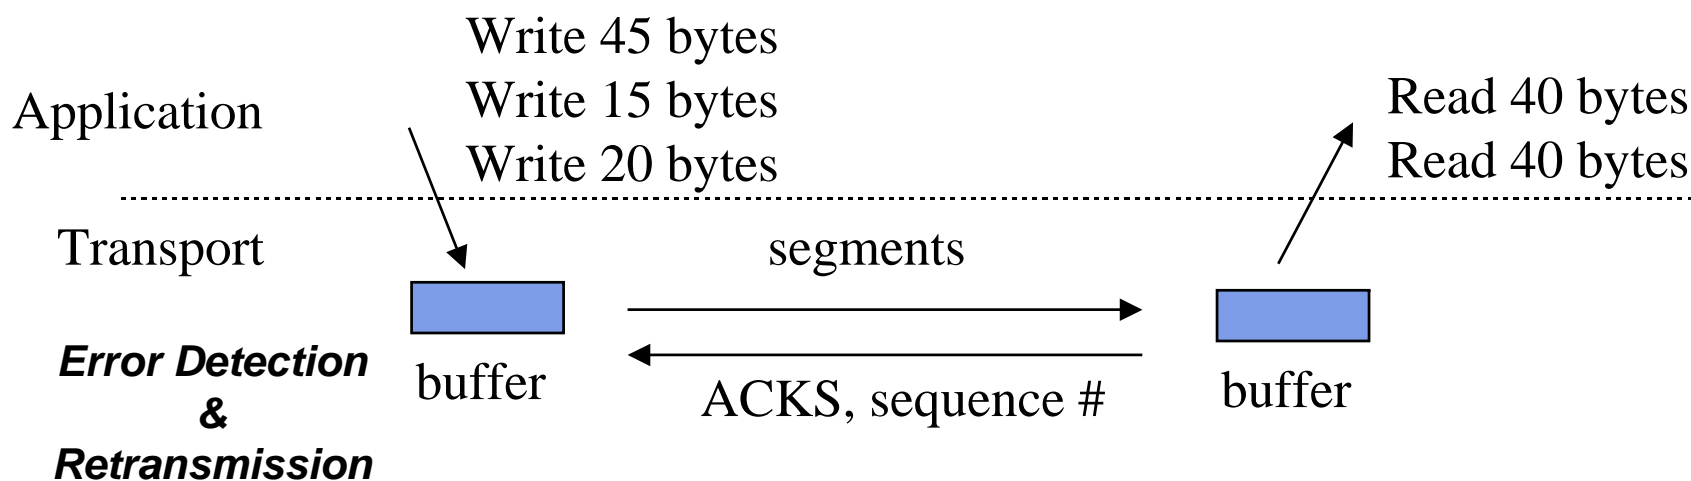 Write 45 bytes
Write 15 bytes
Write 20 bytes
Application
Read 40 bytes
Read 40 bytes
Transport
segments
Error Detection
&
Retransmission
buffer
ACKS, sequence #
buffer